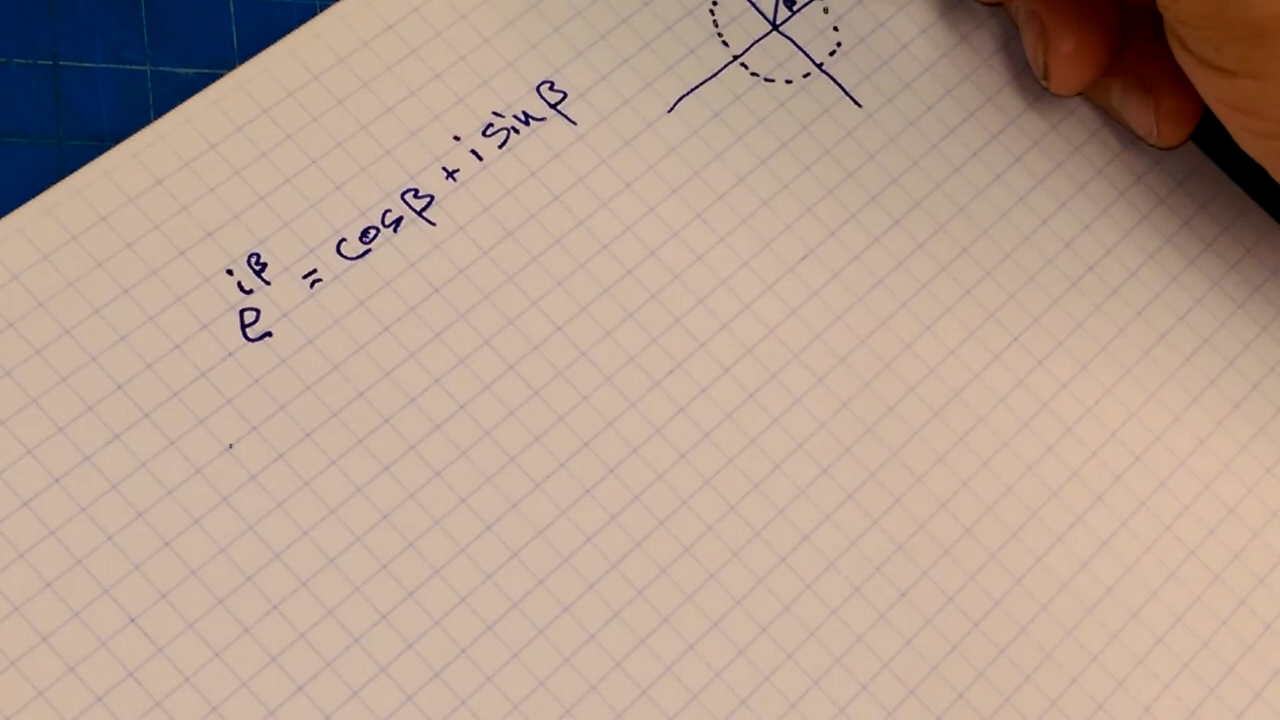 e^{iβ} = cosβ + i sinβ
β